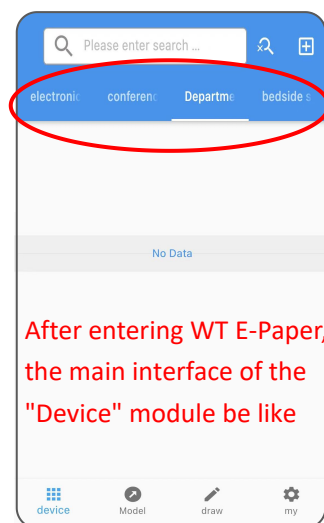 Please enter search ...
electronic conferenc Departme bedside s
No Data
After entering WT E-Paper,
the main interface of the
"Device" module be like
device Model draw my